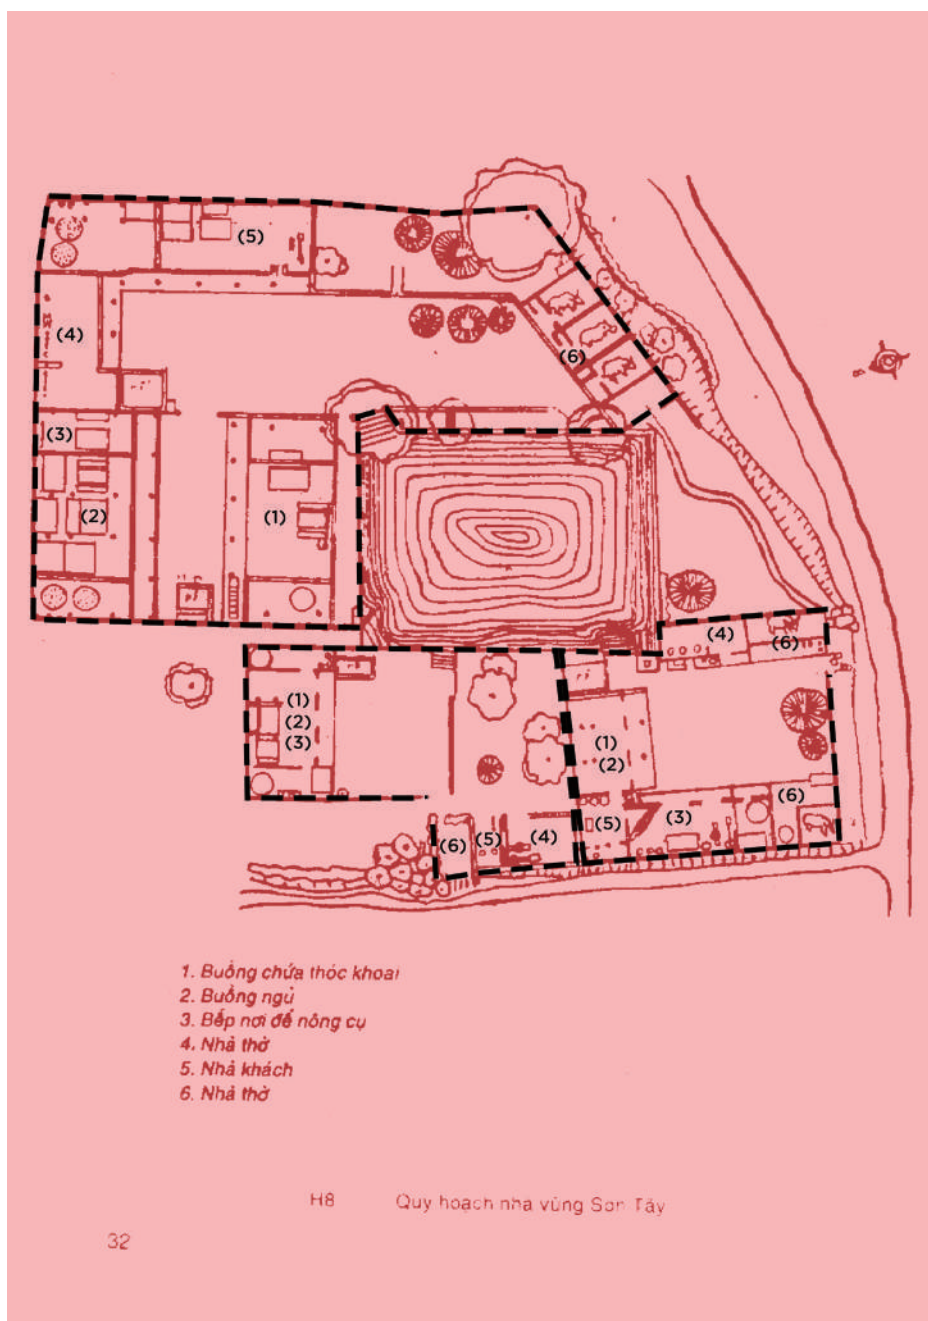 (5)
(4)
(6)
(3)
(2)
(1)
(4)
(6)
(1)
(2)
(3)
(1)
(2)
(6)
(5)
(4)
(5)
(3)
(6)
1. Buồng chứa thóc khoai
2. Buồng ngủ
3. Bếp nơi để nông cụ
4. Nhà thờ
5. Nhà khách
6. Nhà thờ
H8 Quy hoạch nha vùng Sơn Tây
32